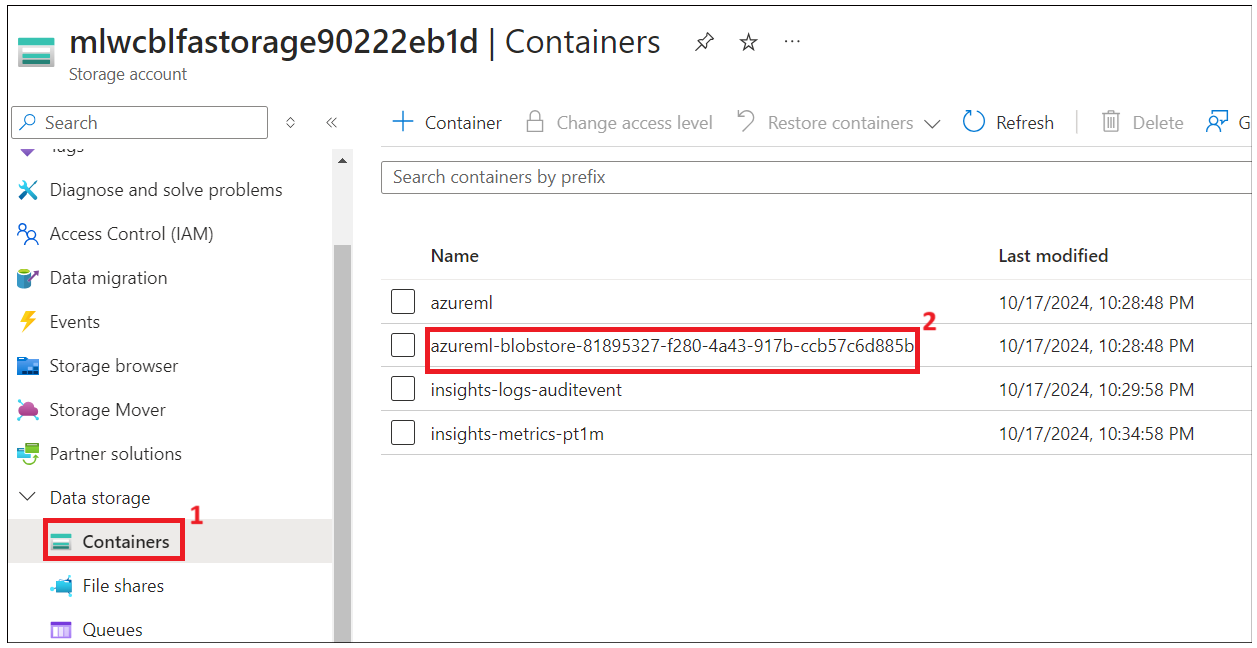 mlwcblfastorage90222eb1d | Containers ...
Storage account
Search
Container Change access level Restore containers Refresh Delete G
Tags
Diagnose and solve problems
Access Control (IAM)
Data migration
Events
Storage browser
Storage Mover
Partner solutions
Data storage
1
Containers
File shares
Queues
Search containers by prefix
Name Last modified
azureml 10/17/2024, 10:28:48 PM
2
azureml-blobstore-81895327-f280-4a43-917b-ccb57c6d885b 10/17/2024, 10:28:48 PM
insights-logs-auditevent 10/17/2024, 10:29:58 PM
insights-metrics-pt1m 10/17/2024, 10:34:58 PM